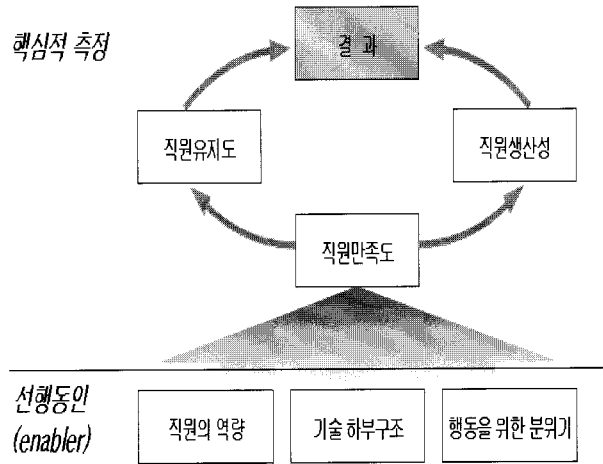 핵심적 측정
결과
직원유지도
직원생산성
직원만족도
선행동인
(enabler)
직원의 역량
기술 하부구조
행동을 위한 분위기